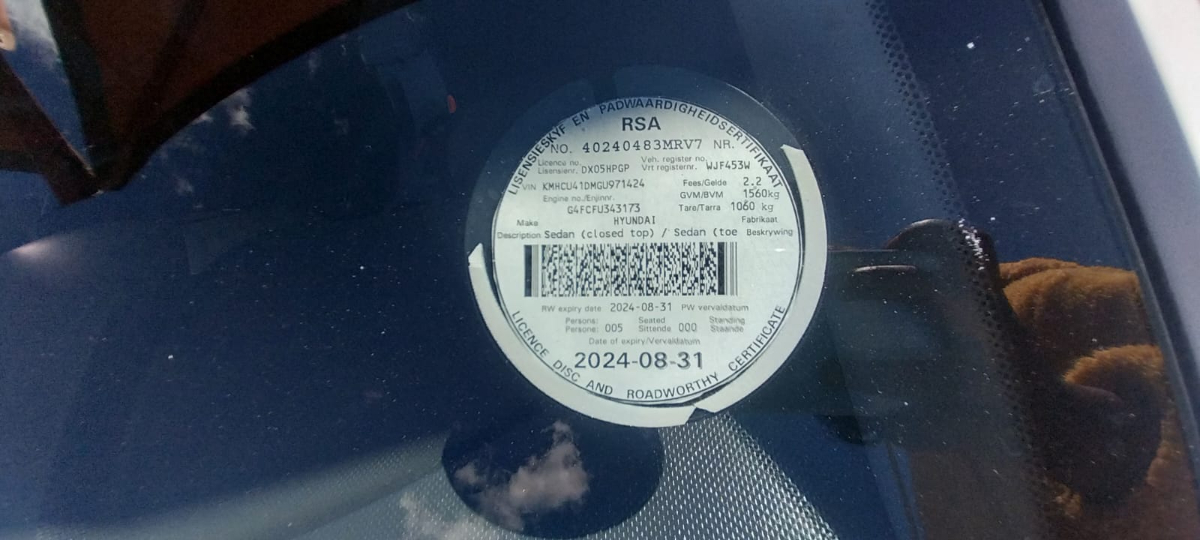 LISENSIESKYF EN PADWAARDIGHEIDSERTIFIKAAT
RSA
NO. 40240483MRV7 NR.
Licence no. Veh. register no.
Lisensienr. DX05HPGP Vrt registernr. WJF453W
VIN KMHCU41DMGU971424 Fees/Gelde 2.2
Engine no./Enjinnr. GVM/BVM 1560kg
G4FCFU343173 Tare/Tarra 1060 kg
Make HYUNDAI Fabrikaat
Description Sedan (closed top) / Sedan (toe Beskrywing
RW expiry date 2024-08-31 PW vervaldatum
Persons: Seated Standing
Persone: 005 Sittende 000 Staande
Date of expiry/Vervaldatum
2024-08-31
LICENCE DISC AND ROADWORTHY CERTIFICATE